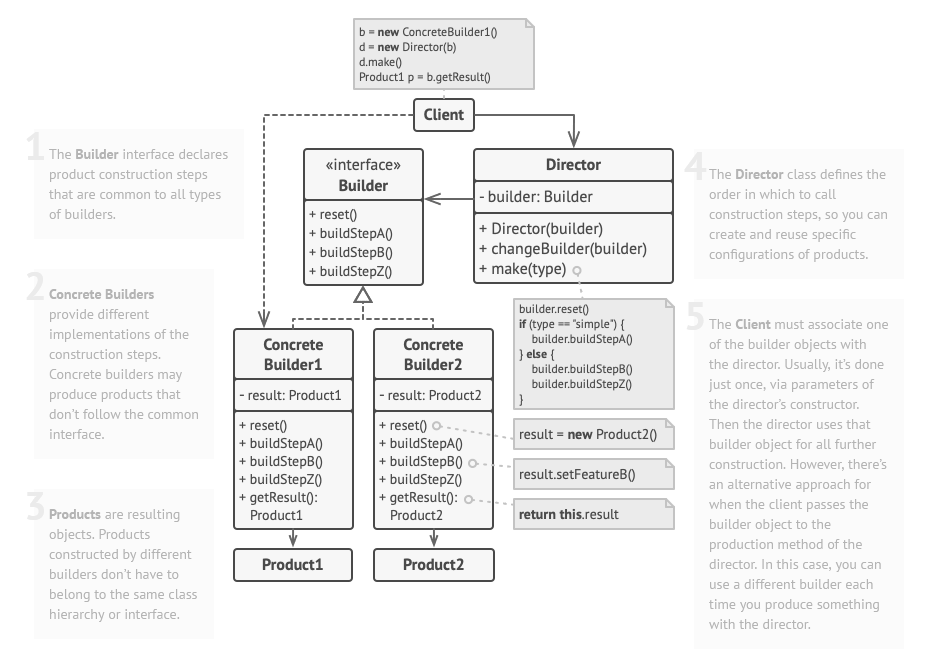 b = new ConcreteBuilder1()
d = new Director(b)
d.make()
Product1 p = b.getResult()
Client
1
The Builder interface declares
product construction steps
that are common to all types
of builders.
«interface»
Builder
+ reset()
+ buildStepA()
+ buildStepB()
+ buildStepZ()
Director
- builder: Builder
+ Director(builder)
+ changeBuilder(builder)
+ make(type)
4
The Director class defines the
order in which to call
construction steps, so you can
create and reuse specific
configurations of products.
2
Concrete Builders
provide different
implementations of the
construction steps.
Concrete builders may
produce products that
don't follow the common
interface.
builder.reset()
if (type == "simple") {
builder.buildStepA()
} else {
builder.buildStepB()
builder.buildStepZ()
}
5
The Client must associate one
of the builder objects with
the director. Usually, it's done
just once, via parameters of
the director's constructor.
Then the director uses that
builder object for all further
construction. However, there's
an alternative approach for
when the client passes the
builder object to the
production method of the
director. In this case, you can
use a different builder each
time you produce something
with the director.
Concrete
Builder1
- result: Product1
+ reset()
+ buildStepA()
+ buildStepB()
+ buildStepZ()
+ getResult():
Product1
Concrete
Builder2
- result: Product2
+ reset()
+ buildStepA()
+ buildStepB()
+ buildStepZ()
+ getResult():
Product2
result = new Product2()
result.setFeatureB()
return this.result
3
Products are resulting
objects. Products
constructed by different
builders don't have to
belong to the same class
hierarchy or interface.
Product1
Product2